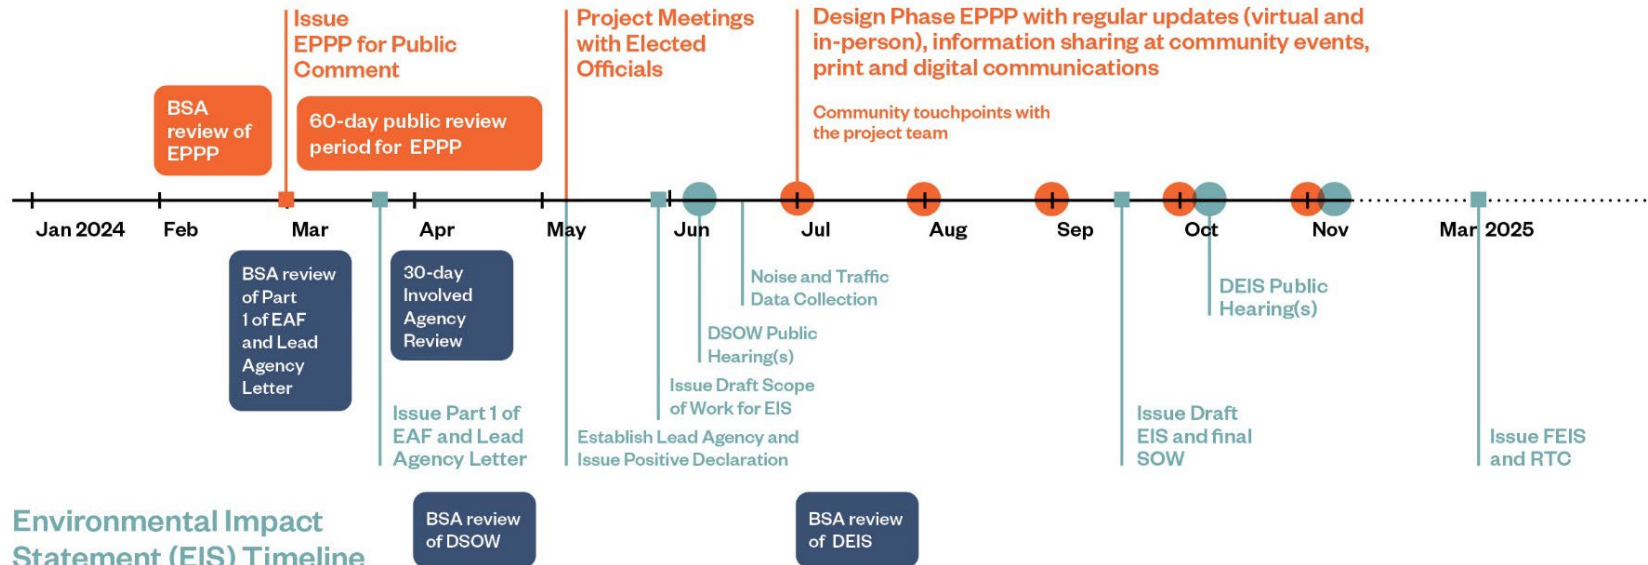 Issue
EPPP for Public
Comment
Project Meetings
with Elected
Officials
Design Phase EPPP with regular updates (virtual and
in-person), information sharing at community events,
print and digital communications
Community touchpoints with
the project team
BSA
review of
EPPP
60-day public review
period for EPPP
Jan 2024
Feb
Mar
Apr
May
Jun
Jul
Aug
Sep
Oct
Nov
Mar 2025
BSA review
of Part
1 of EAF
and Lead
Agency
Letter
30-day
Involved
Agency
Review
Noise and Traffic
Data Collection
DSOW Public
Hearing(s)
Issue Draft Scope
of Work for EIS
Establish Lead Agency and
Issue Positive Declaration
Issue Part 1 of
EAF and Lead
Agency Letter
DEIS Public
Hearing(s)
Issue Draft
EIS and final
SOW
Issue FEIS
and RTC
BSA review
of DSOW
BSA review
of DEIS
Environmental Impact
Statement (EIS) Timeline